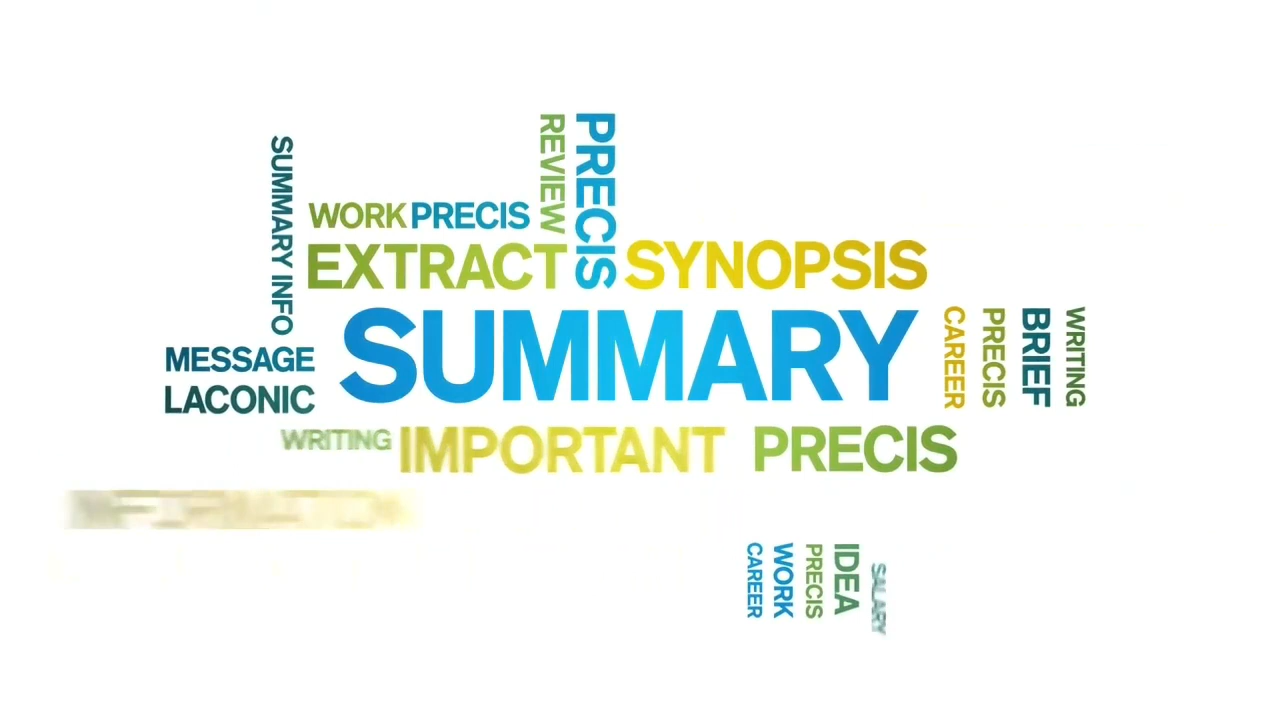 SUMMARY INFO
REVIEW
PRECIS
WORK PRECIS
EXTRACT
SYNOPSIS
SUMMARY
MESSAGE
LACONIC
CAREER
PRECIS
BRIEF
WRITING
WRITING
IMPORTANT
PRECIS
CAREER
WORK
PRECIS
IDEA
SALARY